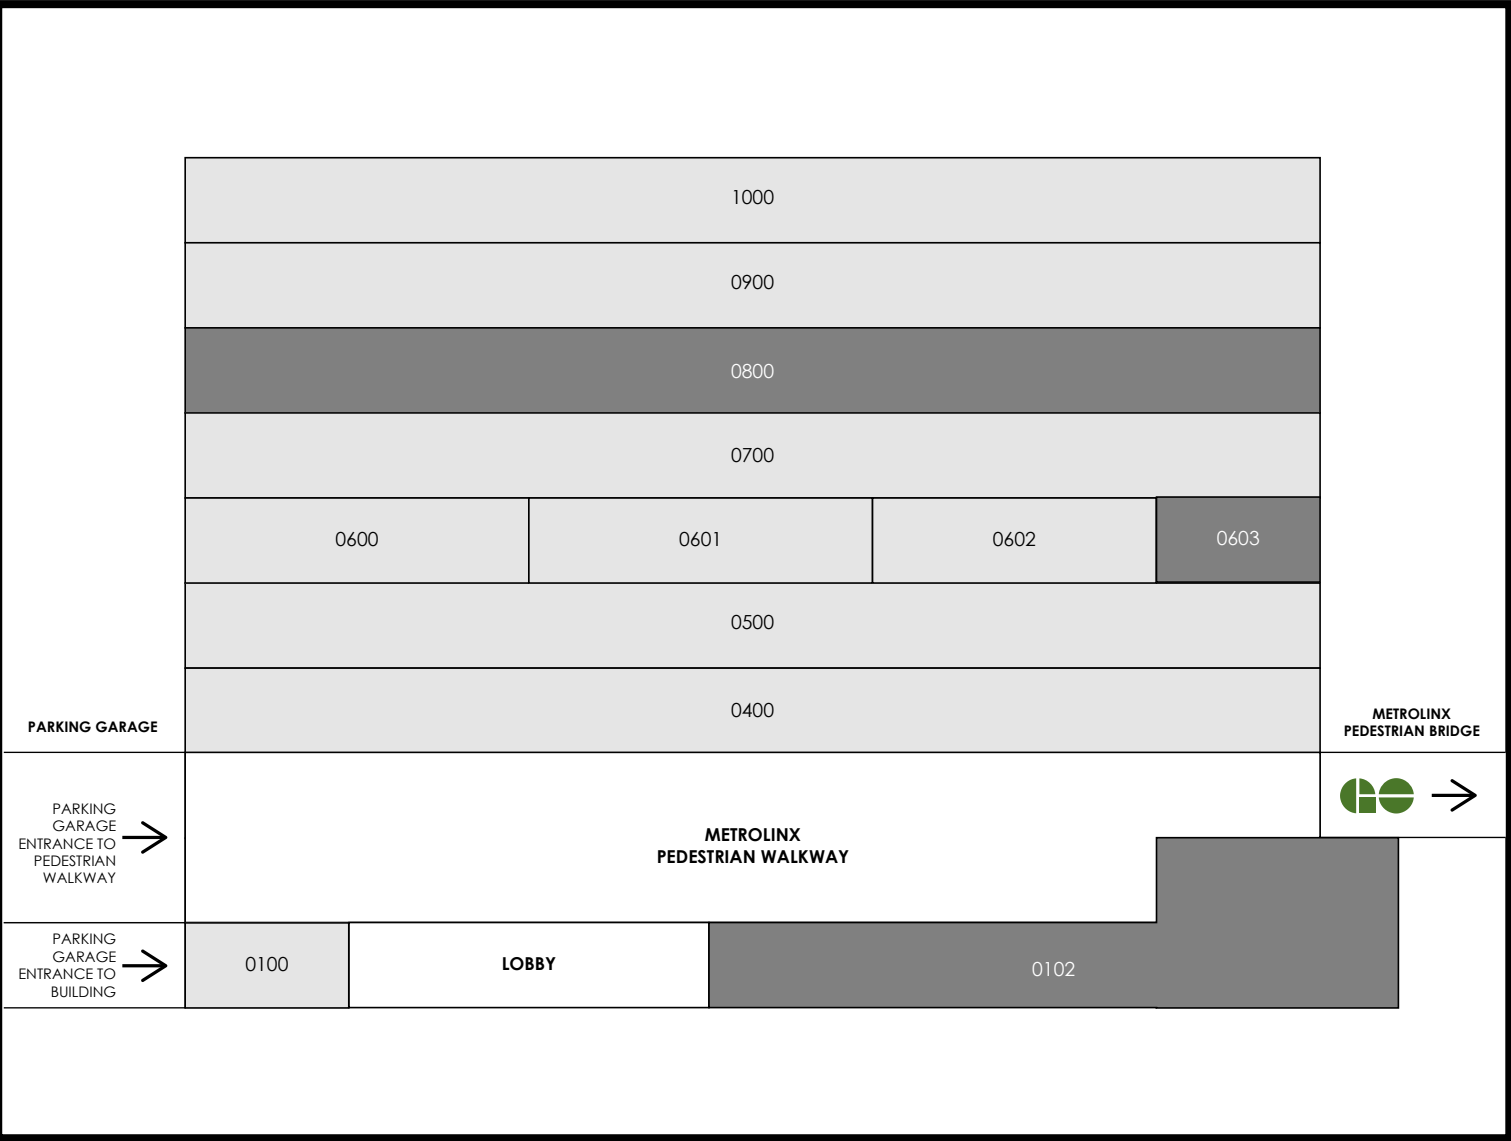 1000
0900
0800
0700
0600
0601
0602
0603
0500
0400
PARKING GARAGE
METROLINX
PEDESTRIAN BRIDGE
GO
PARKING
GARAGE
ENTRANCE TO
PEDESTRIAN
WALKWAY
METROLINX
PEDESTRIAN WALKWAY
PARKING
GARAGE
ENTRANCE TO
BUILDING
0100
LOBBY
0102